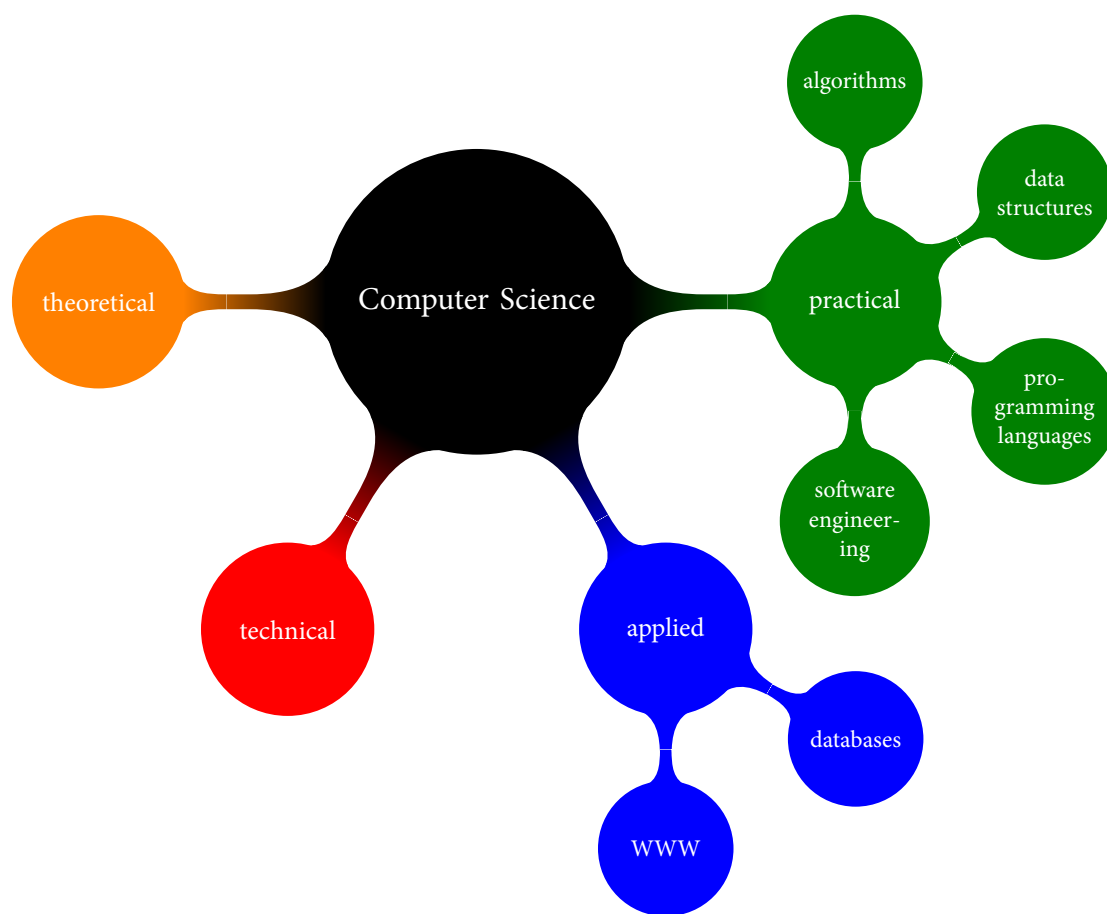 algorithms
data
structures
Computer Science
practical
theoretical
pro-
gramming
languages
software
engineer-
ing
technical
applied
databases
WWW